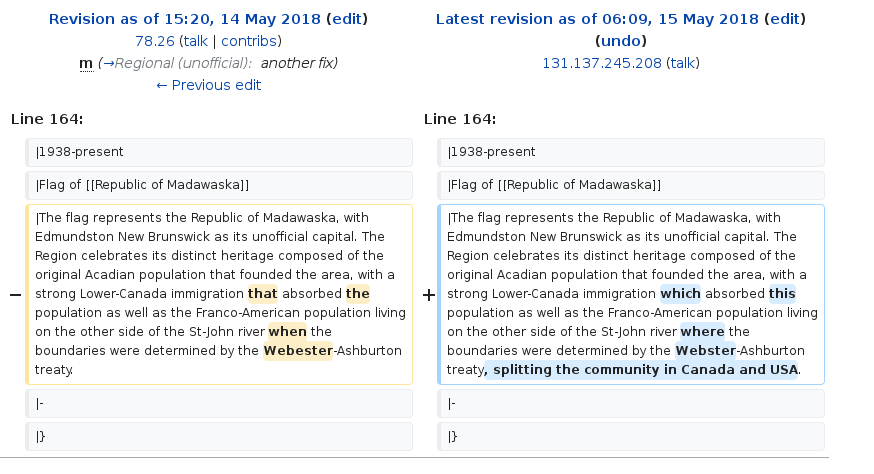 Revision as of 15:20, 14 May 2018 (edit)
78.26 (talk | contribs)
m (→Regional (unofficial): another fix)
← Previous edit
Latest revision as of 06:09, 15 May 2018 (edit)
(undo)
131.137.245.208 (talk)
Line 164:
Line 164:
|1938-present
|1938-present
|Flag of [[Republic of Madawaska]]
|Flag of [[Republic of Madawaska]]
−
|The flag represents the Republic of Madawaska, with
Edmundston New Brunswick as its unofficial capital. The
Region celebrates its distinct heritage composed of the
original Acadian population that founded the area, with a
strong Lower-Canada immigration that absorbed the
population as well as the Franco-American population living
on the other side of the St-John river when the
boundaries were determined by the Webester-Ashburton
treaty.
+
|The flag represents the Republic of Madawaska, with
Edmundston New Brunswick as its unofficial capital. The
Region celebrates its distinct heritage composed of the
original Acadian population that founded the area, with a
strong Lower-Canada immigration which absorbed this
population as well as the Franco-American population living
on the other side of the St-John river where the
boundaries were determined by the Webster-Ashburton
treaty, splitting the community in Canada and USA.
|-
|-
|}
|}